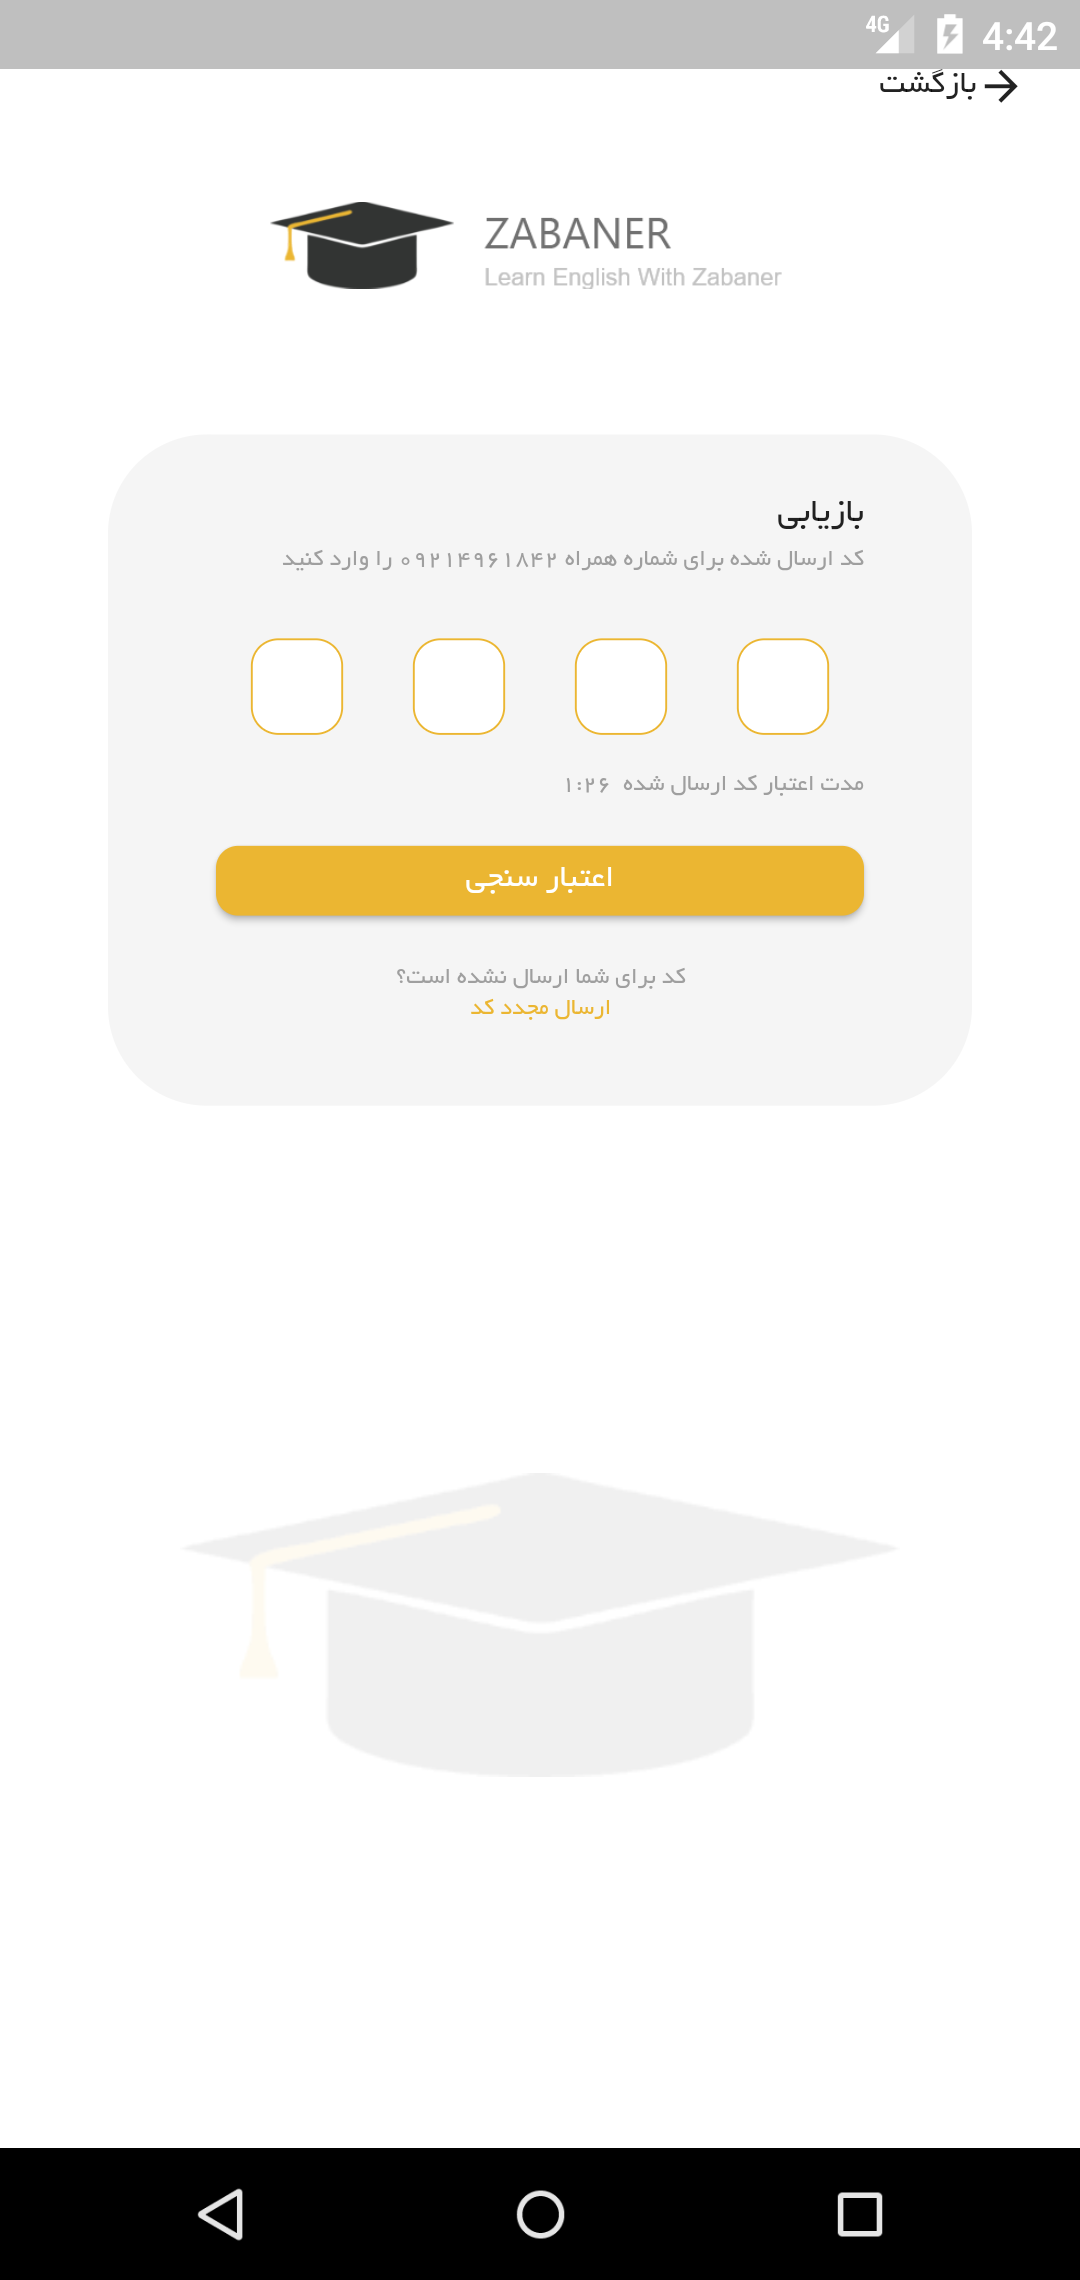 4G 4:42
بازگشت
ZABANER
Learn English With Zabaner
بازیابی
کد ارسال شده برای شماره همراه ۰۹۲۱۴۹۶۱۸۴۲ را وارد کنید
مدت اعتبار کد ارسال شده ۱:۲۶
اعتبار سنجی
کد برای شما ارسال نشده است؟
ارسال مجدد کد